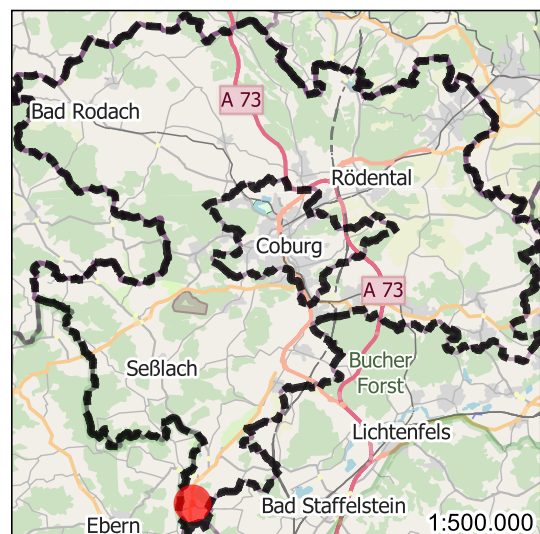 A 73
Bad Rodach
Rödental
Coburg
A 73
Seßlach
Bucher
Forst
Lichtenfels
Bad Staffelstein
Ebern
1:500.000